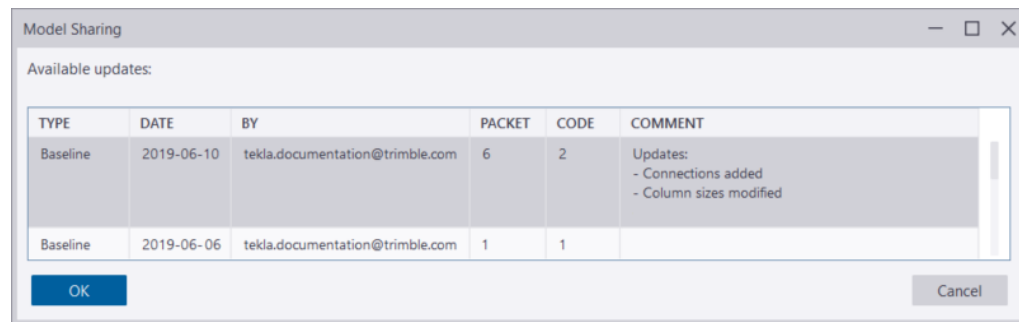 Model Sharing
Available updates:
TYPE DATE BY PACKET CODE COMMENT
Baseline 2019-06-10 tekla.documentation@trimble.com 6 2 Updates:
- Connections added
- Column sizes modified
Baseline 2019-06-06 tekla.documentation@trimble.com 1 1
OK Cancel